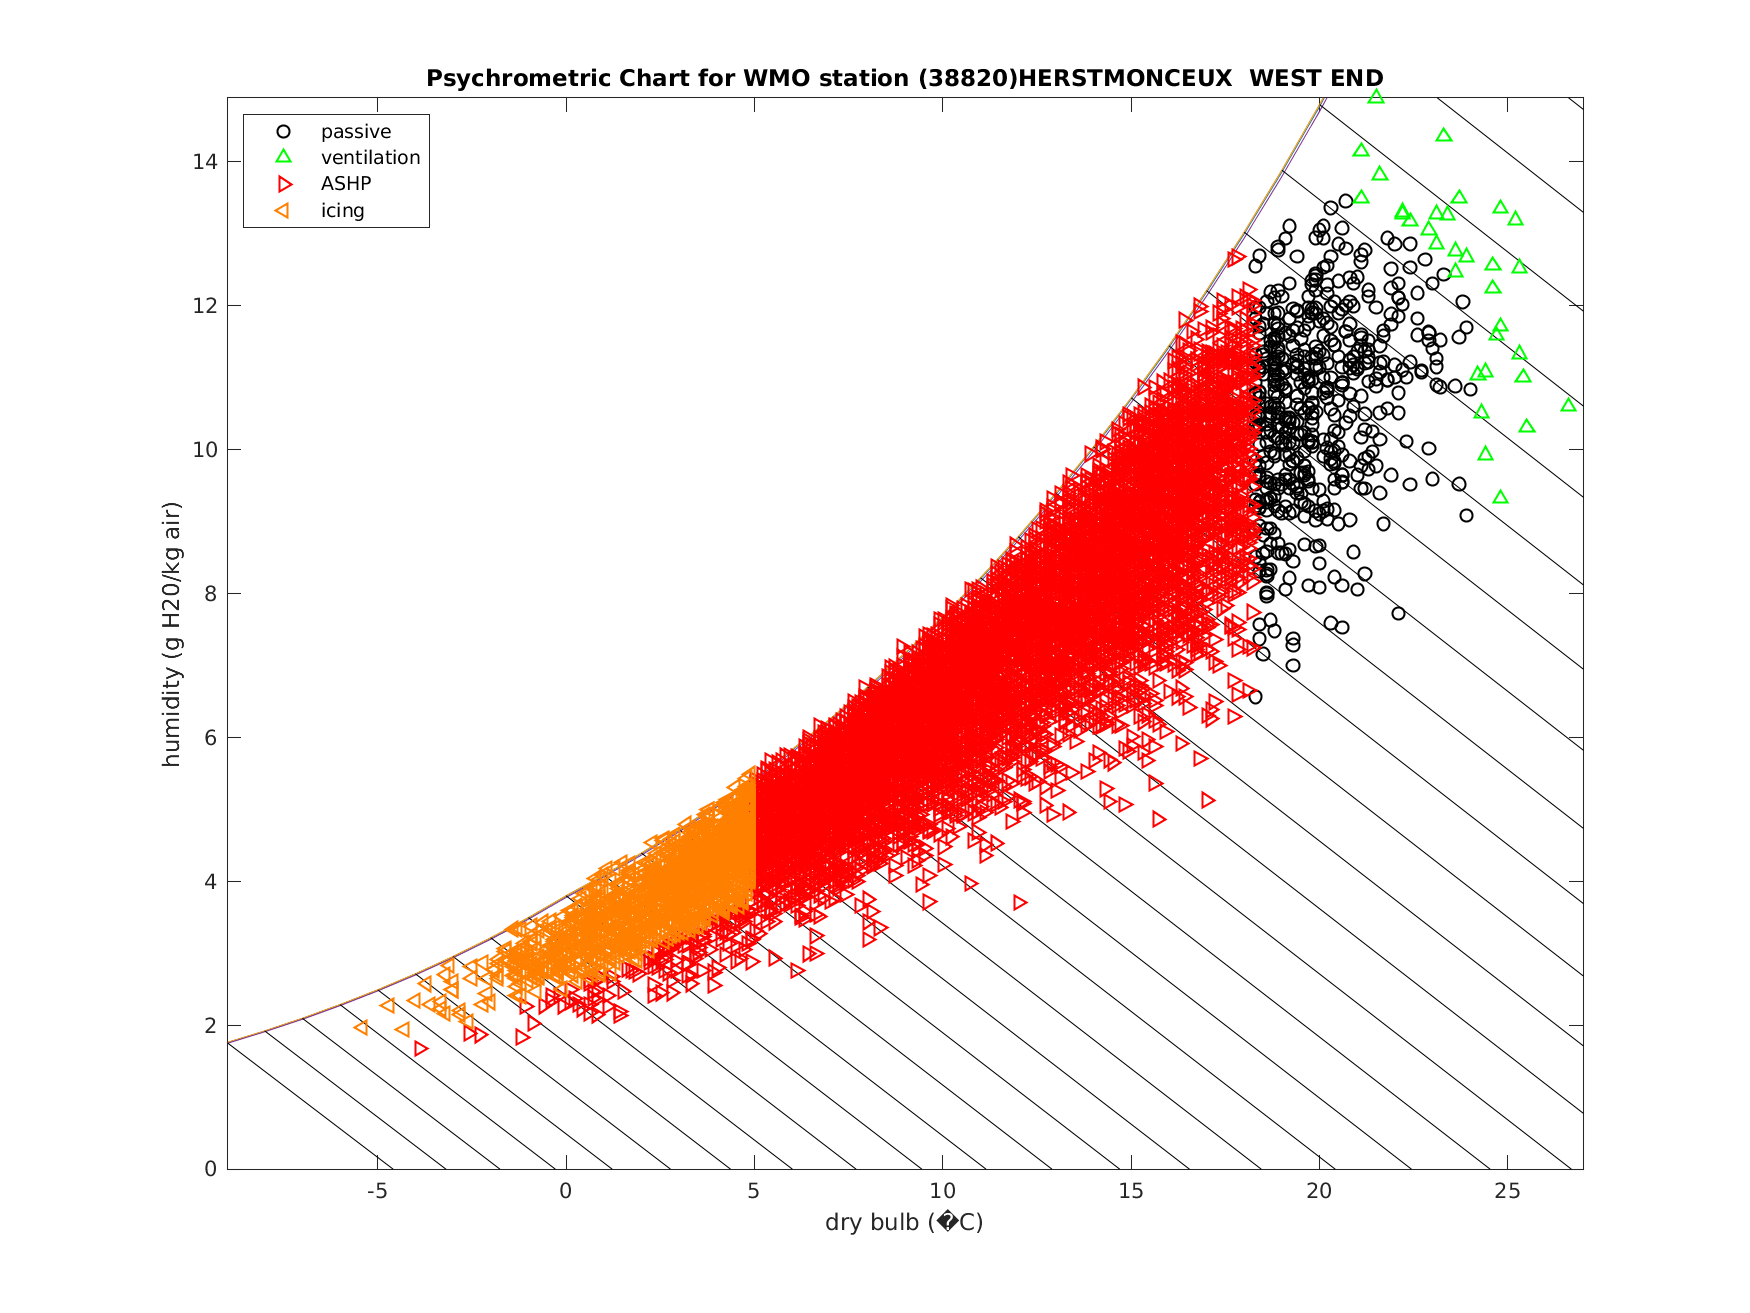 Psychrometric Chart for WMO station (38820)HERSTMONCEUX  WEST END
passive
ventilation
ASHP
icing
14
12
10
8
6
4
2
0
humidity (g H20/kg air)
-5
0
5
10
15
20
25
dry bulb (�C)